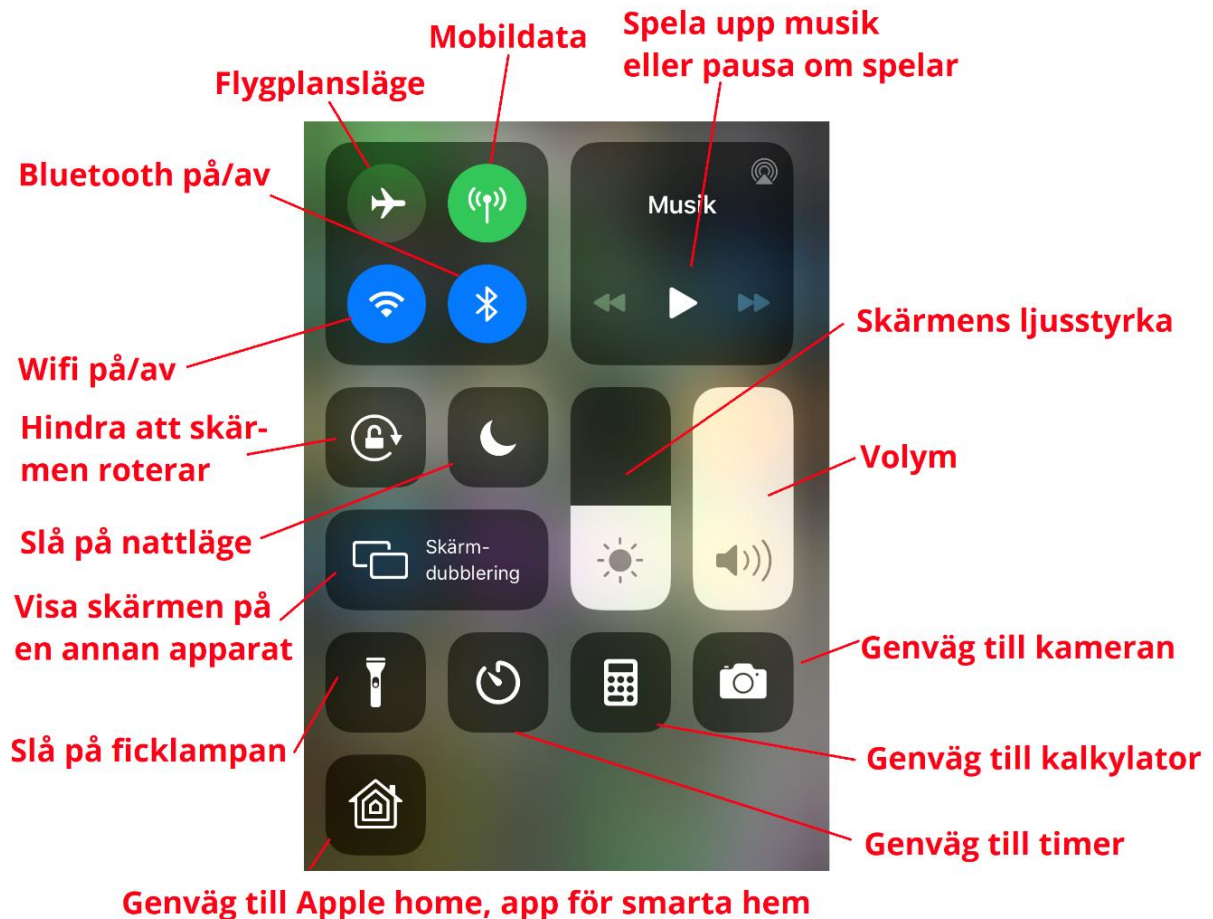 Mobildata
Spela upp musik
eller pausa om spelar
Flygplansläge
Bluetooth på/av
Musik
Skärmens ljusstyrka
Wifi på/av
Hindra att skär-
men roterar
Volym
Slå på nattläge
Skärm-
dubblering
Visa skärmen på
en annan apparat
Genväg till kameran
Slå på ficklampan
Genväg till kalkylator
Genväg till timer
Genväg till Apple home, app för smarta hem